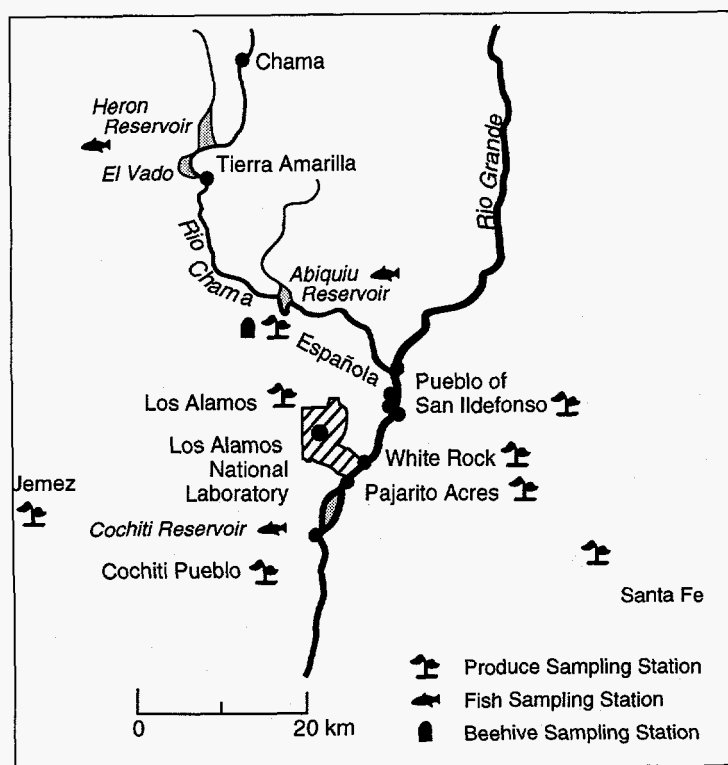 Chama
Heron
Reservoir
El Vado
Tierra Amarilla
Rio Grande
Rio
Chama
Abiquiu
Reservoir
Española
Pueblo of
San Ildefonso
Los Alamos
Los Alamos
National
Laboratory
White Rock
Jemez
Pajarito Acres
Cochiti Reservoir
Cochiti Pueblo
Santa Fe
Produce Sampling Station
Fish Sampling Station
Beehive Sampling Station
0 20 km